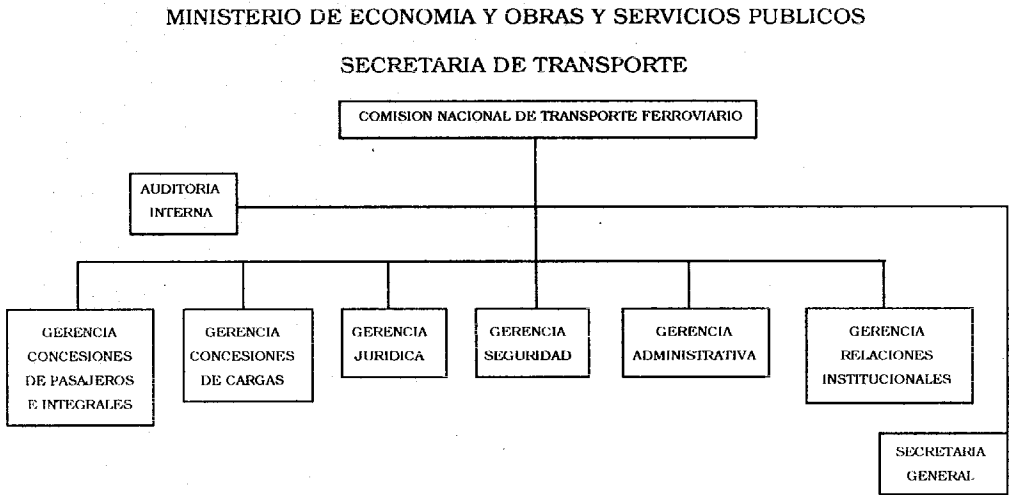 MINISTERIO DE ECONOMIA Y OBRAS Y SERVICIOS PUBLICOS
SECRETARIA DE TRANSPORTE
COMISION NACIONAL DE TRANSPORTE FERROVIARIO
AUDITORIA
INTERNA
GERENCIA
CONCESIONES
DE PASAJEROS
E INTEGRALES
GERENCIA
CONCESIONES
DE CARGAS
GERENCIA
JURIDICA
GERENCIA
SEGURIDAD
GERENCIA
ADMINISTRATIVA
GERENCIA
RELACIONES
INSTITUCIONALES
SECRETARIA
GENERAL